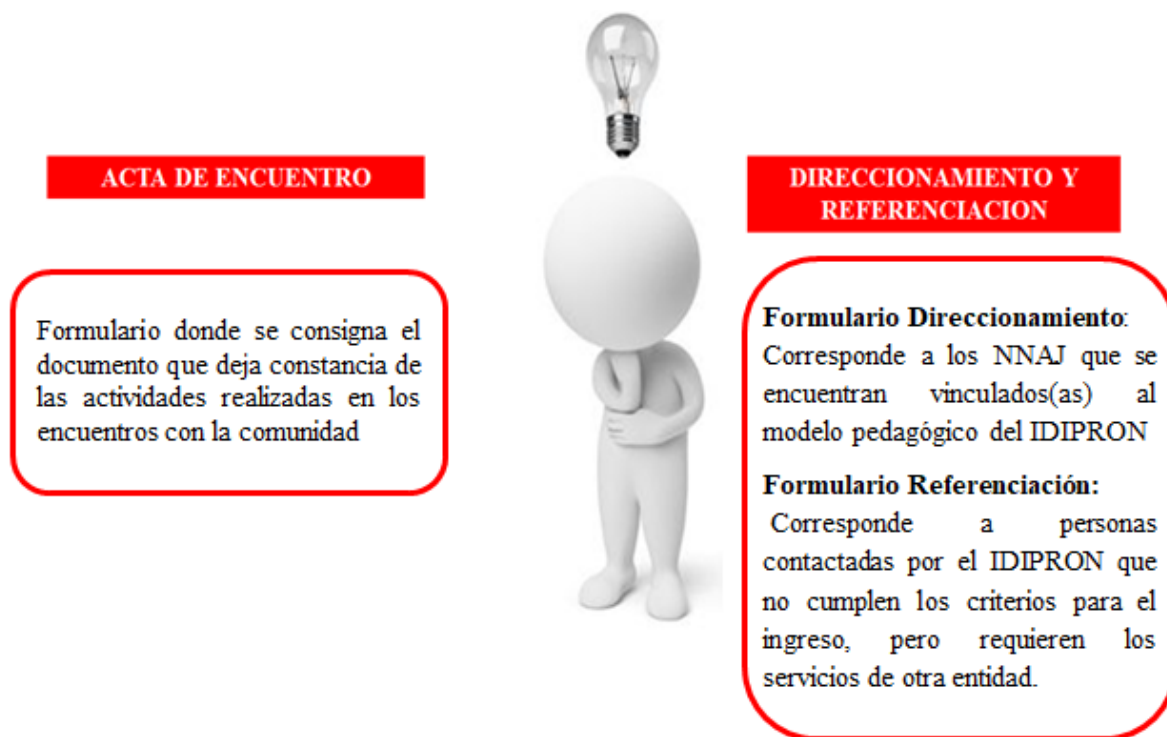 ACTA DE ENCUENTRO
Formulario donde se consigna el
documento que deja constancia de
las actividades realizadas en los
encuentros con la comunidad
DIRECCIONAMIENTO Y
REFERENCIACION
Formulario Direccionamiento:
Corresponde a los NNAJ que se
encuentran vinculados(as) al
modelo pedagógico del IDIPRON
Formulario Referenciación:
Corresponde a personas
contactadas por el IDIPRON que
no cumplen los criterios para el
ingreso, pero requieren los
servicios de otra entidad.